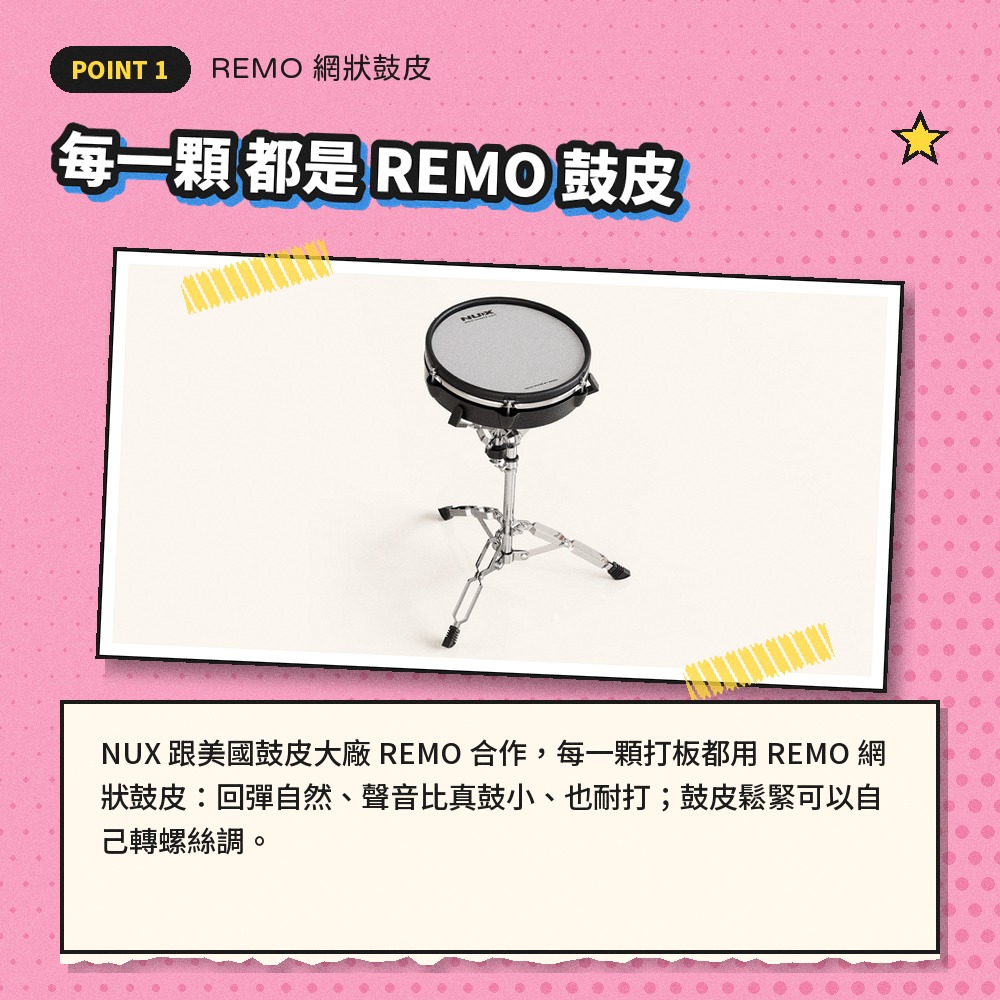 POINT 1
REMO 網狀鼓皮
每一顆 都是 REMO 鼓皮
NUX
NUX 跟美國鼓皮大廠 REMO 合作，每一顆打板都用 REMO 網
狀鼓皮：回彈自然、聲音比真鼓小、也耐打；鼓皮鬆緊可以自
己轉螺絲調。